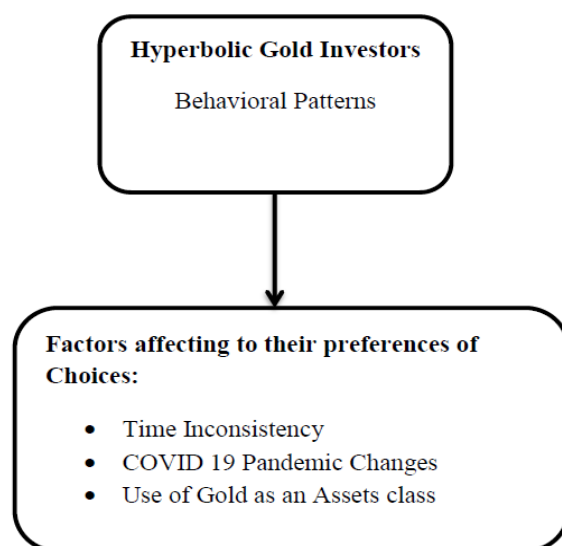 Hyperbolic Gold Investors
Behavioral Patterns
Factors affecting to their preferences of
Choices:
• Time Inconsistency
• COVID 19 Pandemic Changes
• Use of Gold as an Assets class